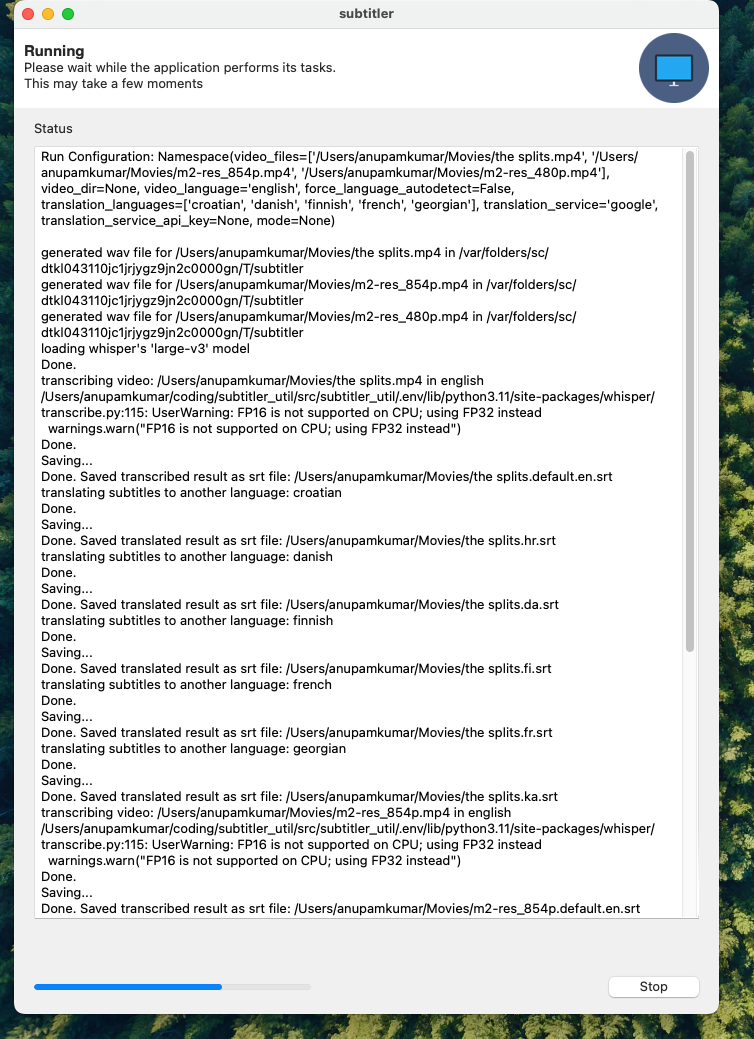 subtitler
Running
Please wait while the application performs its tasks.
This may take a few moments
Status
Run Configuration: Namespace(video_files=['/Users/anupamkumar/Movies/the splits.mp4', '/Users/
anupamkumar/Movies/m2-res_854p.mp4', '/Users/anupamkumar/Movies/m2-res_480p.mp4'],
video_dir=None, video_language='english', force_language_autodetect=False,
translation_languages=['croatian', 'danish', 'finnish', 'french', 'georgian'], translation_service='google',
translation_service_api_key=None, mode=None)
generated wav file for /Users/anupamkumar/Movies/the splits.mp4 in /var/folders/sc/
dtkl043110jc1jrjygz9jn2c0000gn/T/subtitler
generated wav file for /Users/anupamkumar/Movies/m2-res_854p.mp4 in /var/folders/sc/
dtkl043110jc1jrjygz9jn2c0000gn/T/subtitler
generated wav file for /Users/anupamkumar/Movies/m2-res_480p.mp4 in /var/folders/sc/
dtkl043110jc1jrjygz9jn2c0000gn/T/subtitler
loading whisper's 'large-v3' model
Done.
transcribing video: /Users/anupamkumar/Movies/the splits.mp4 in english
/Users/anupamkumar/coding/subtitler_util/src/subtitler_util/.env/lib/python3.11/site-packages/whisper/
transcribe.py:115: UserWarning: FP16 is not supported on CPU; using FP32 instead
warnings.warn("FP16 is not supported on CPU; using FP32 instead")
Done.
Saving...
Done. Saved transcribed result as srt file: /Users/anupamkumar/Movies/the splits.default.en.srt
translating subtitles to another language: croatian
Done.
Saving...
Done. Saved translated result as srt file: /Users/anupamkumar/Movies/the splits.hr.srt
translating subtitles to another language: danish
Done.
Saving...
Done. Saved translated result as srt file: /Users/anupamkumar/Movies/the splits.da.srt
translating subtitles to another language: finnish
Done.
Saving...
Done. Saved translated result as srt file: /Users/anupamkumar/Movies/the splits.fi.srt
translating subtitles to another language: french
Done.
Saving...
Done. Saved translated result as srt file: /Users/anupamkumar/Movies/the splits.fr.srt
translating subtitles to another language: georgian
Done.
Saving...
Done. Saved translated result as srt file: /Users/anupamkumar/Movies/the splits.ka.srt
transcribing video: /Users/anupamkumar/Movies/m2-res_854p.mp4 in english
/Users/anupamkumar/coding/subtitler_util/src/subtitler_util/.env/lib/python3.11/site-packages/whisper/
transcribe.py:115: UserWarning: FP16 is not supported on CPU; using FP32 instead
warnings.warn("FP16 is not supported on CPU; using FP32 instead")
Done.
Saving...
Done. Saved transcribed result as srt file: /Users/anupamkumar/Movies/m2-res_854p.default.en.srt
Stop